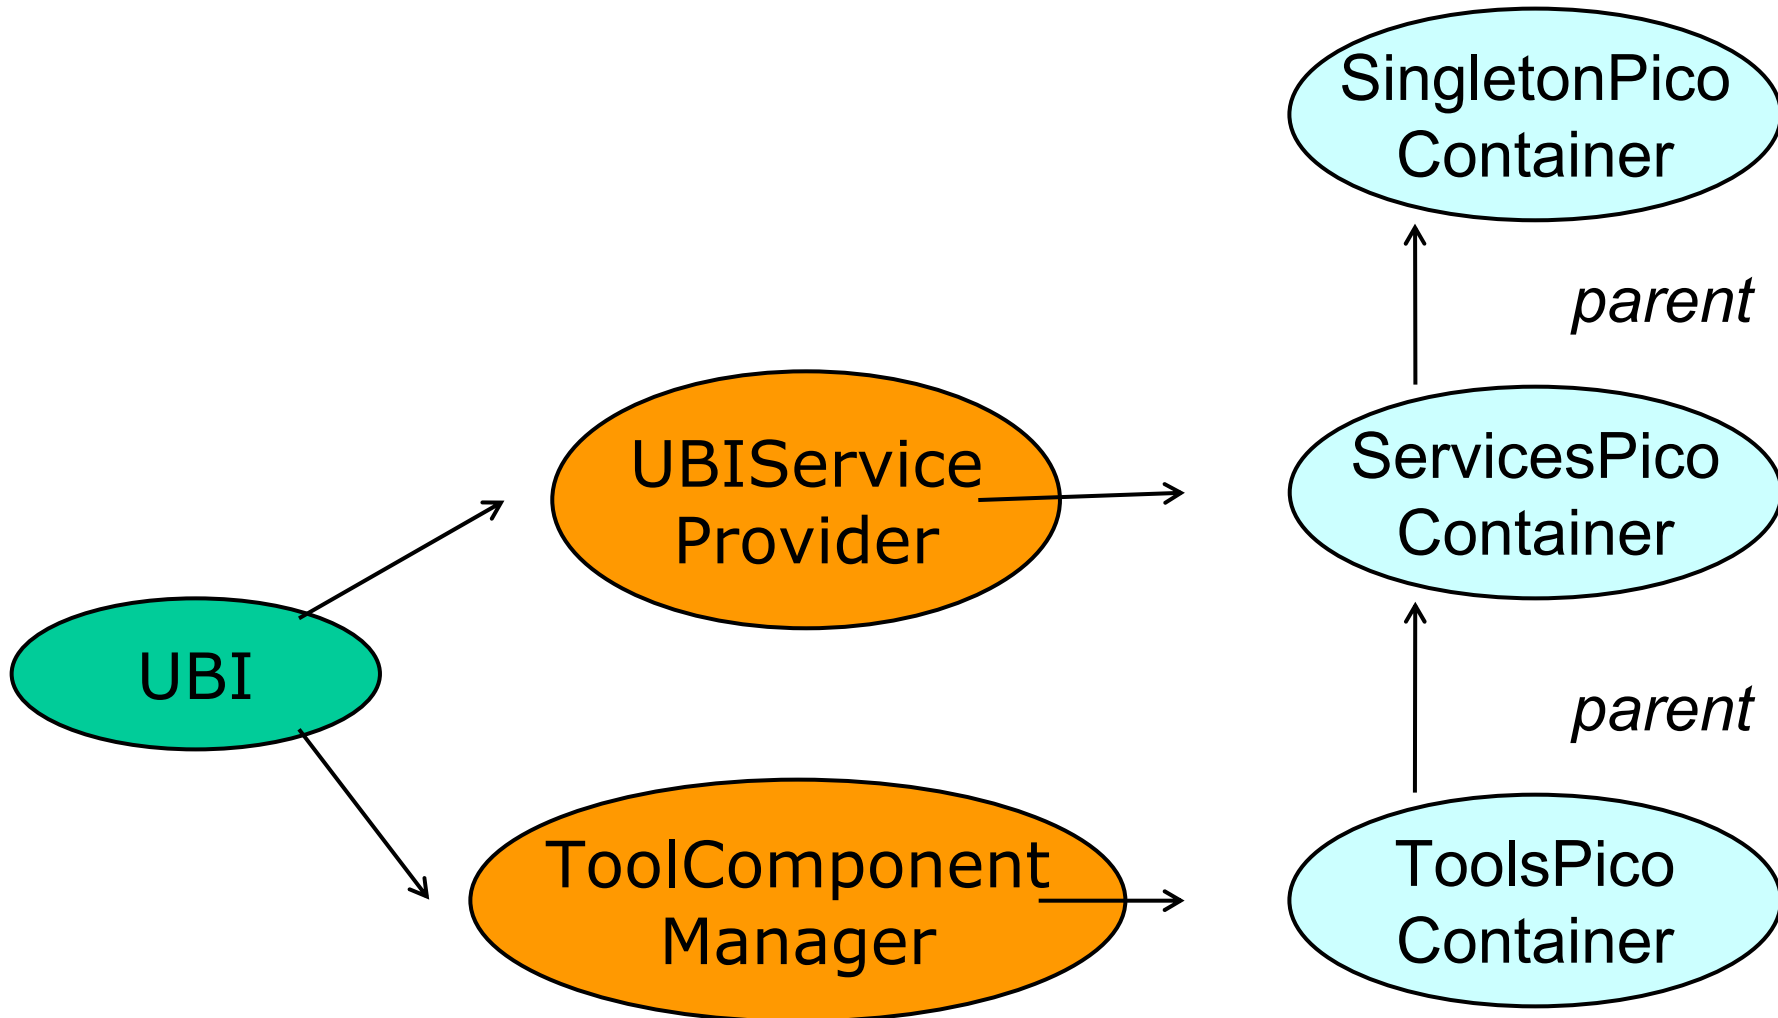 SingletonPico
Container
parent
UBIService
Provider
ServicesPico
Container
UBI
parent
ToolComponent
Manager
ToolsPico
Container